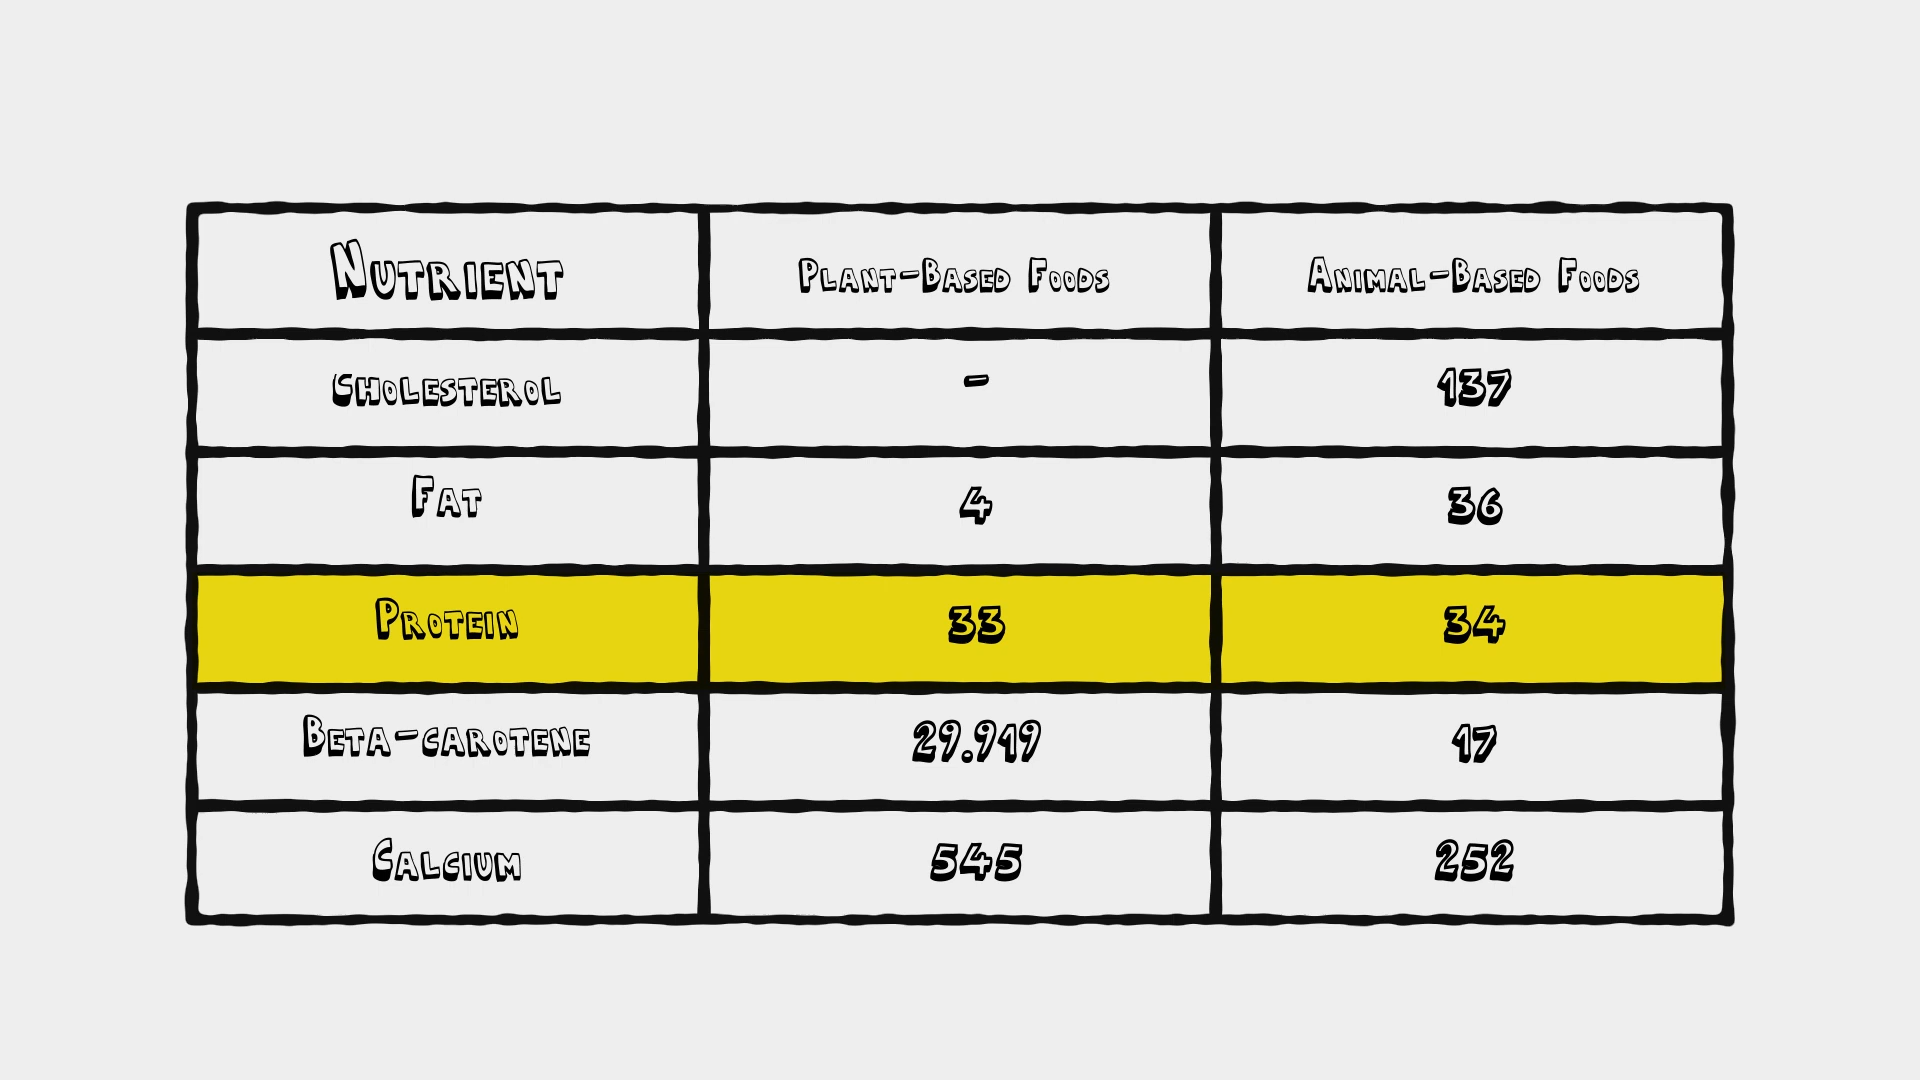 Nutrient Plant-Based Foods Animal-Based Foods
Cholesterol - 137
Fat 4 36
Protein 33 34
Beta-carotene 29.919 17
Calcium 545 252